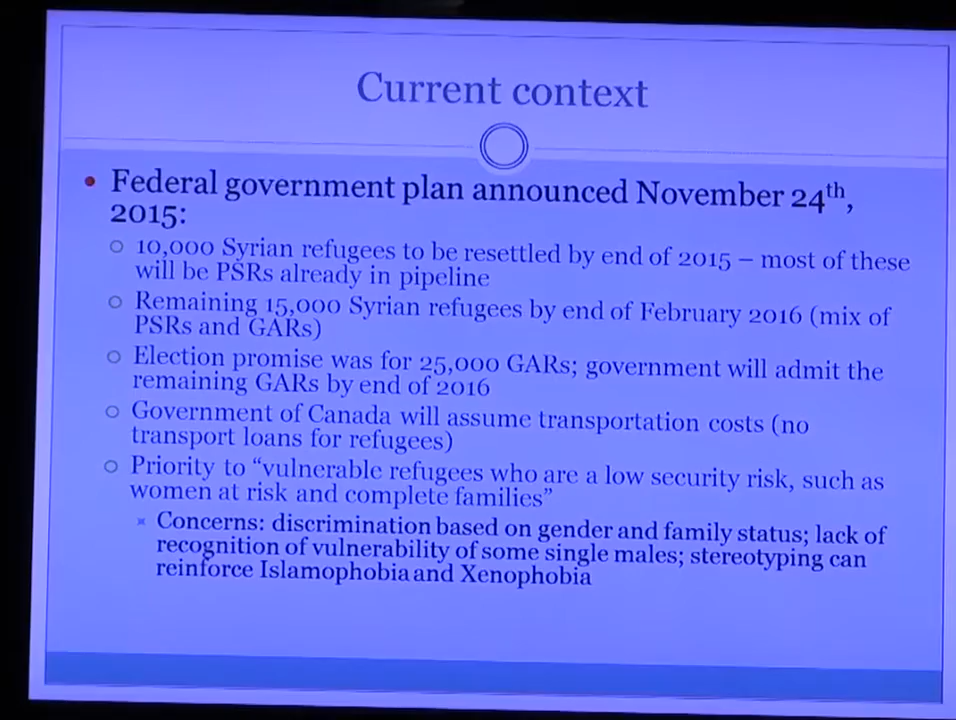 Current context
• Federal government plan announced November 24th,
2015:
○ 10,000 Syrian refugees to be resettled by end of 2015 – most of these
will be PSRs already in pipeline
○ Remaining 15,000 Syrian refugees by end of February 2016 (mix of
PSRs and GARs)
○ Election promise was for 25,000 GARs; government will admit the
remaining GARs by end of 2016
○ Government of Canada will assume transportation costs (no
transport loans for refugees)
○ Priority to “vulnerable refugees who are a low security risk, such as
women at risk and complete families”
× Concerns: discrimination based on gender and family status; lack of
recognition of vulnerability of some single males; stereotyping can
reinforce Islamophobia and Xenophobia